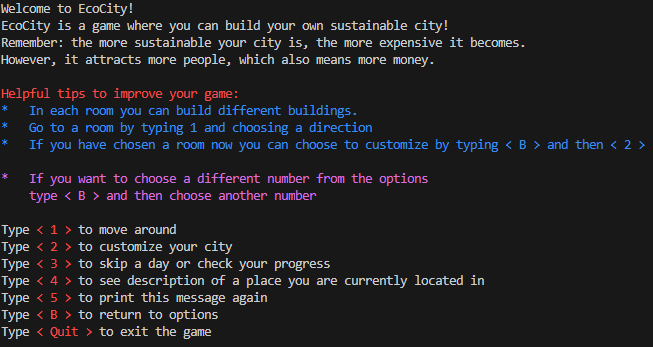 Welcome to EcoCity!
EcoCity is a game where you can build your own sustainable city!
Remember: the more sustainable your city is, the more expensive it becomes.
However, it attracts more people, which also means more money.
Helpful tips to improve your game:
* In each room you can build different buildings.
* Go to a room by typing 1 and choosing a direction
* If you have chosen a room now you can choose to customize by typing < B > and then < 2 >
* If you want to choose a different number from the options
type < B > and then choose another number
Type < 1 > to move around
Type < 2 > to customize your city
Type < 3 > to skip a day or check your progress
Type < 4 > to see description of a place you are currently located in
Type < 5 > to print this message again
Type < B > to return to options
Type < Quit > to exit the game